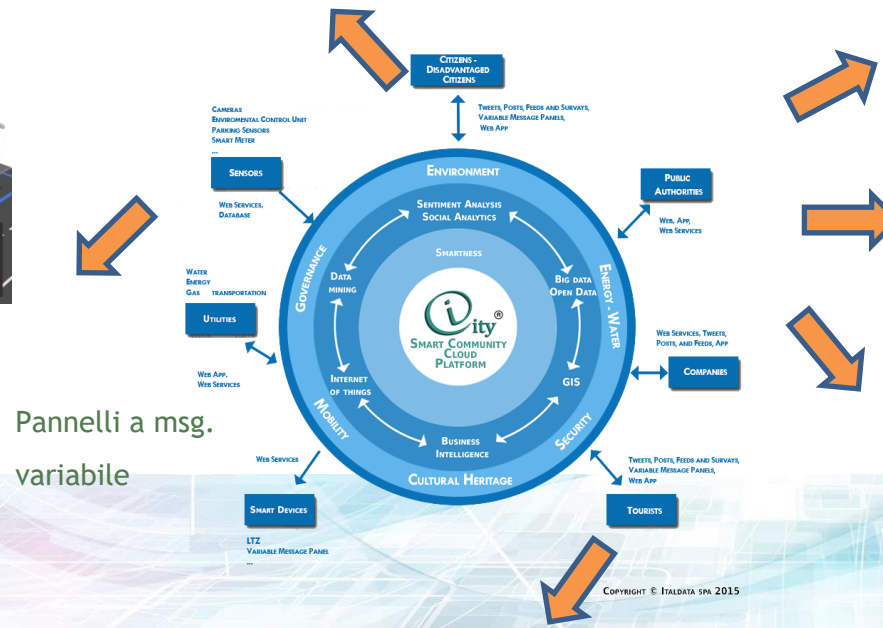 CITIZENS -
DISADVANTAGED
CITIZENS
TWEETS, POSTS, FEEDS AND SURVAYS,
VARIABLE MESSAGE PANELS,
WEB APP
CAMERAS
ENVIROMENTAL CONTROL UNIT
PARKING SENSORS
SMART METER
...
SENSORS
WEB SERVICES,
DATABASE
PUBLIC
AUTHORITIES
WEB, APP,
WEB SERVICES
WATER
ENERGY
GAS TRANSPORTATION
UTILITIES
WEB APP,
WEB SERVICES
WEB SERVICES, TWEETS,
POSTS, AND FEEDS, APP
COMPANIES
ENVIRONMENT
GOVERNANCE
ENERGY - WATER
MOBILITY
SECURITY
CULTURAL HERITAGE
SENTIMENT ANALYSIS
SOCIAL ANALYTICS
DATA
MINING
BIG DATA
OPEN DATA
INTERNET
OF THINGS
GIS
BUSINESS
INTELLIGENCE
SMARTNESS
iity®
SMART COMMUNITY
CLOUD
PLATFORM
Pannelli a msg.
variabile
WEB SERVICES
SMART DEVICES
LTZ
VARIABLE MESSAGE PANEL
...
TWEETS, POSTS, FEEDS AND SURVAYS,
VARIABLE MESSAGE PANELS,
WEB APP
TOURISTS
COPYRIGHT © ITALDATA SPA 2015